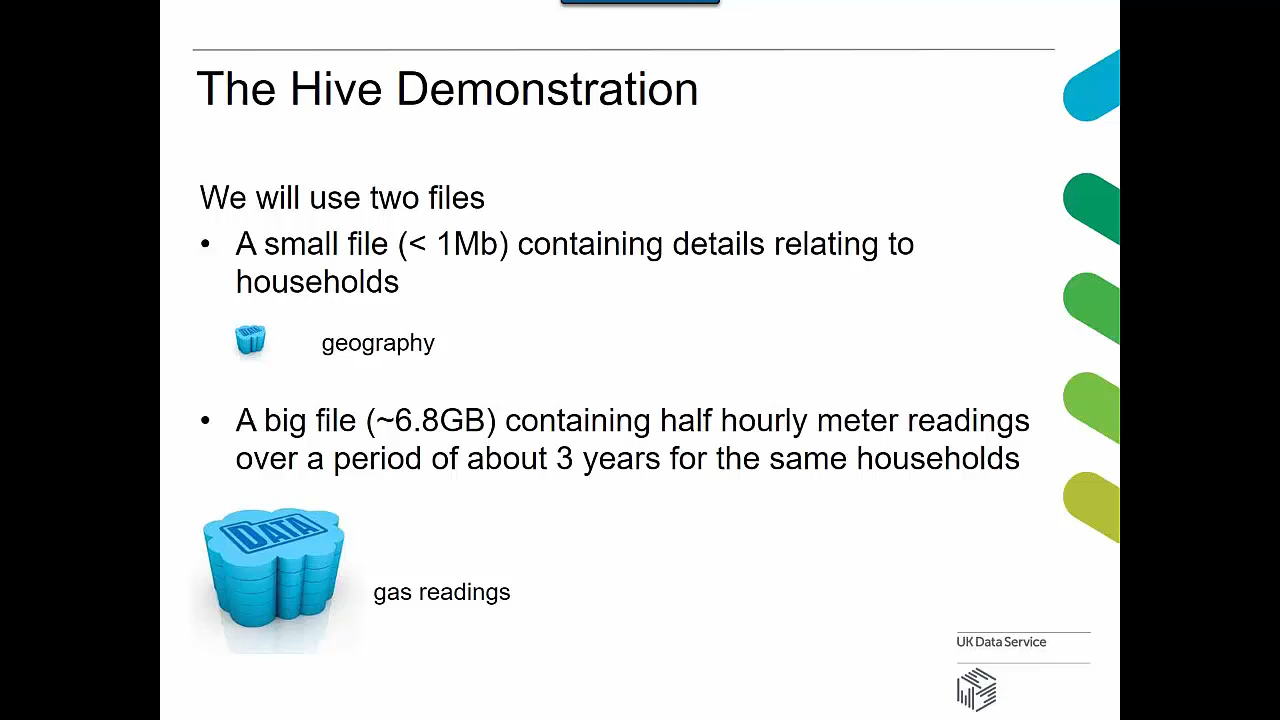 The Hive Demonstration
We will use two files
• A small file (< 1Mb) containing details relating to
households
DATA
geography
• A big file (~6.8GB) containing half hourly meter readings
over a period of about 3 years for the same households
DATA
gas readings
UK Data Service